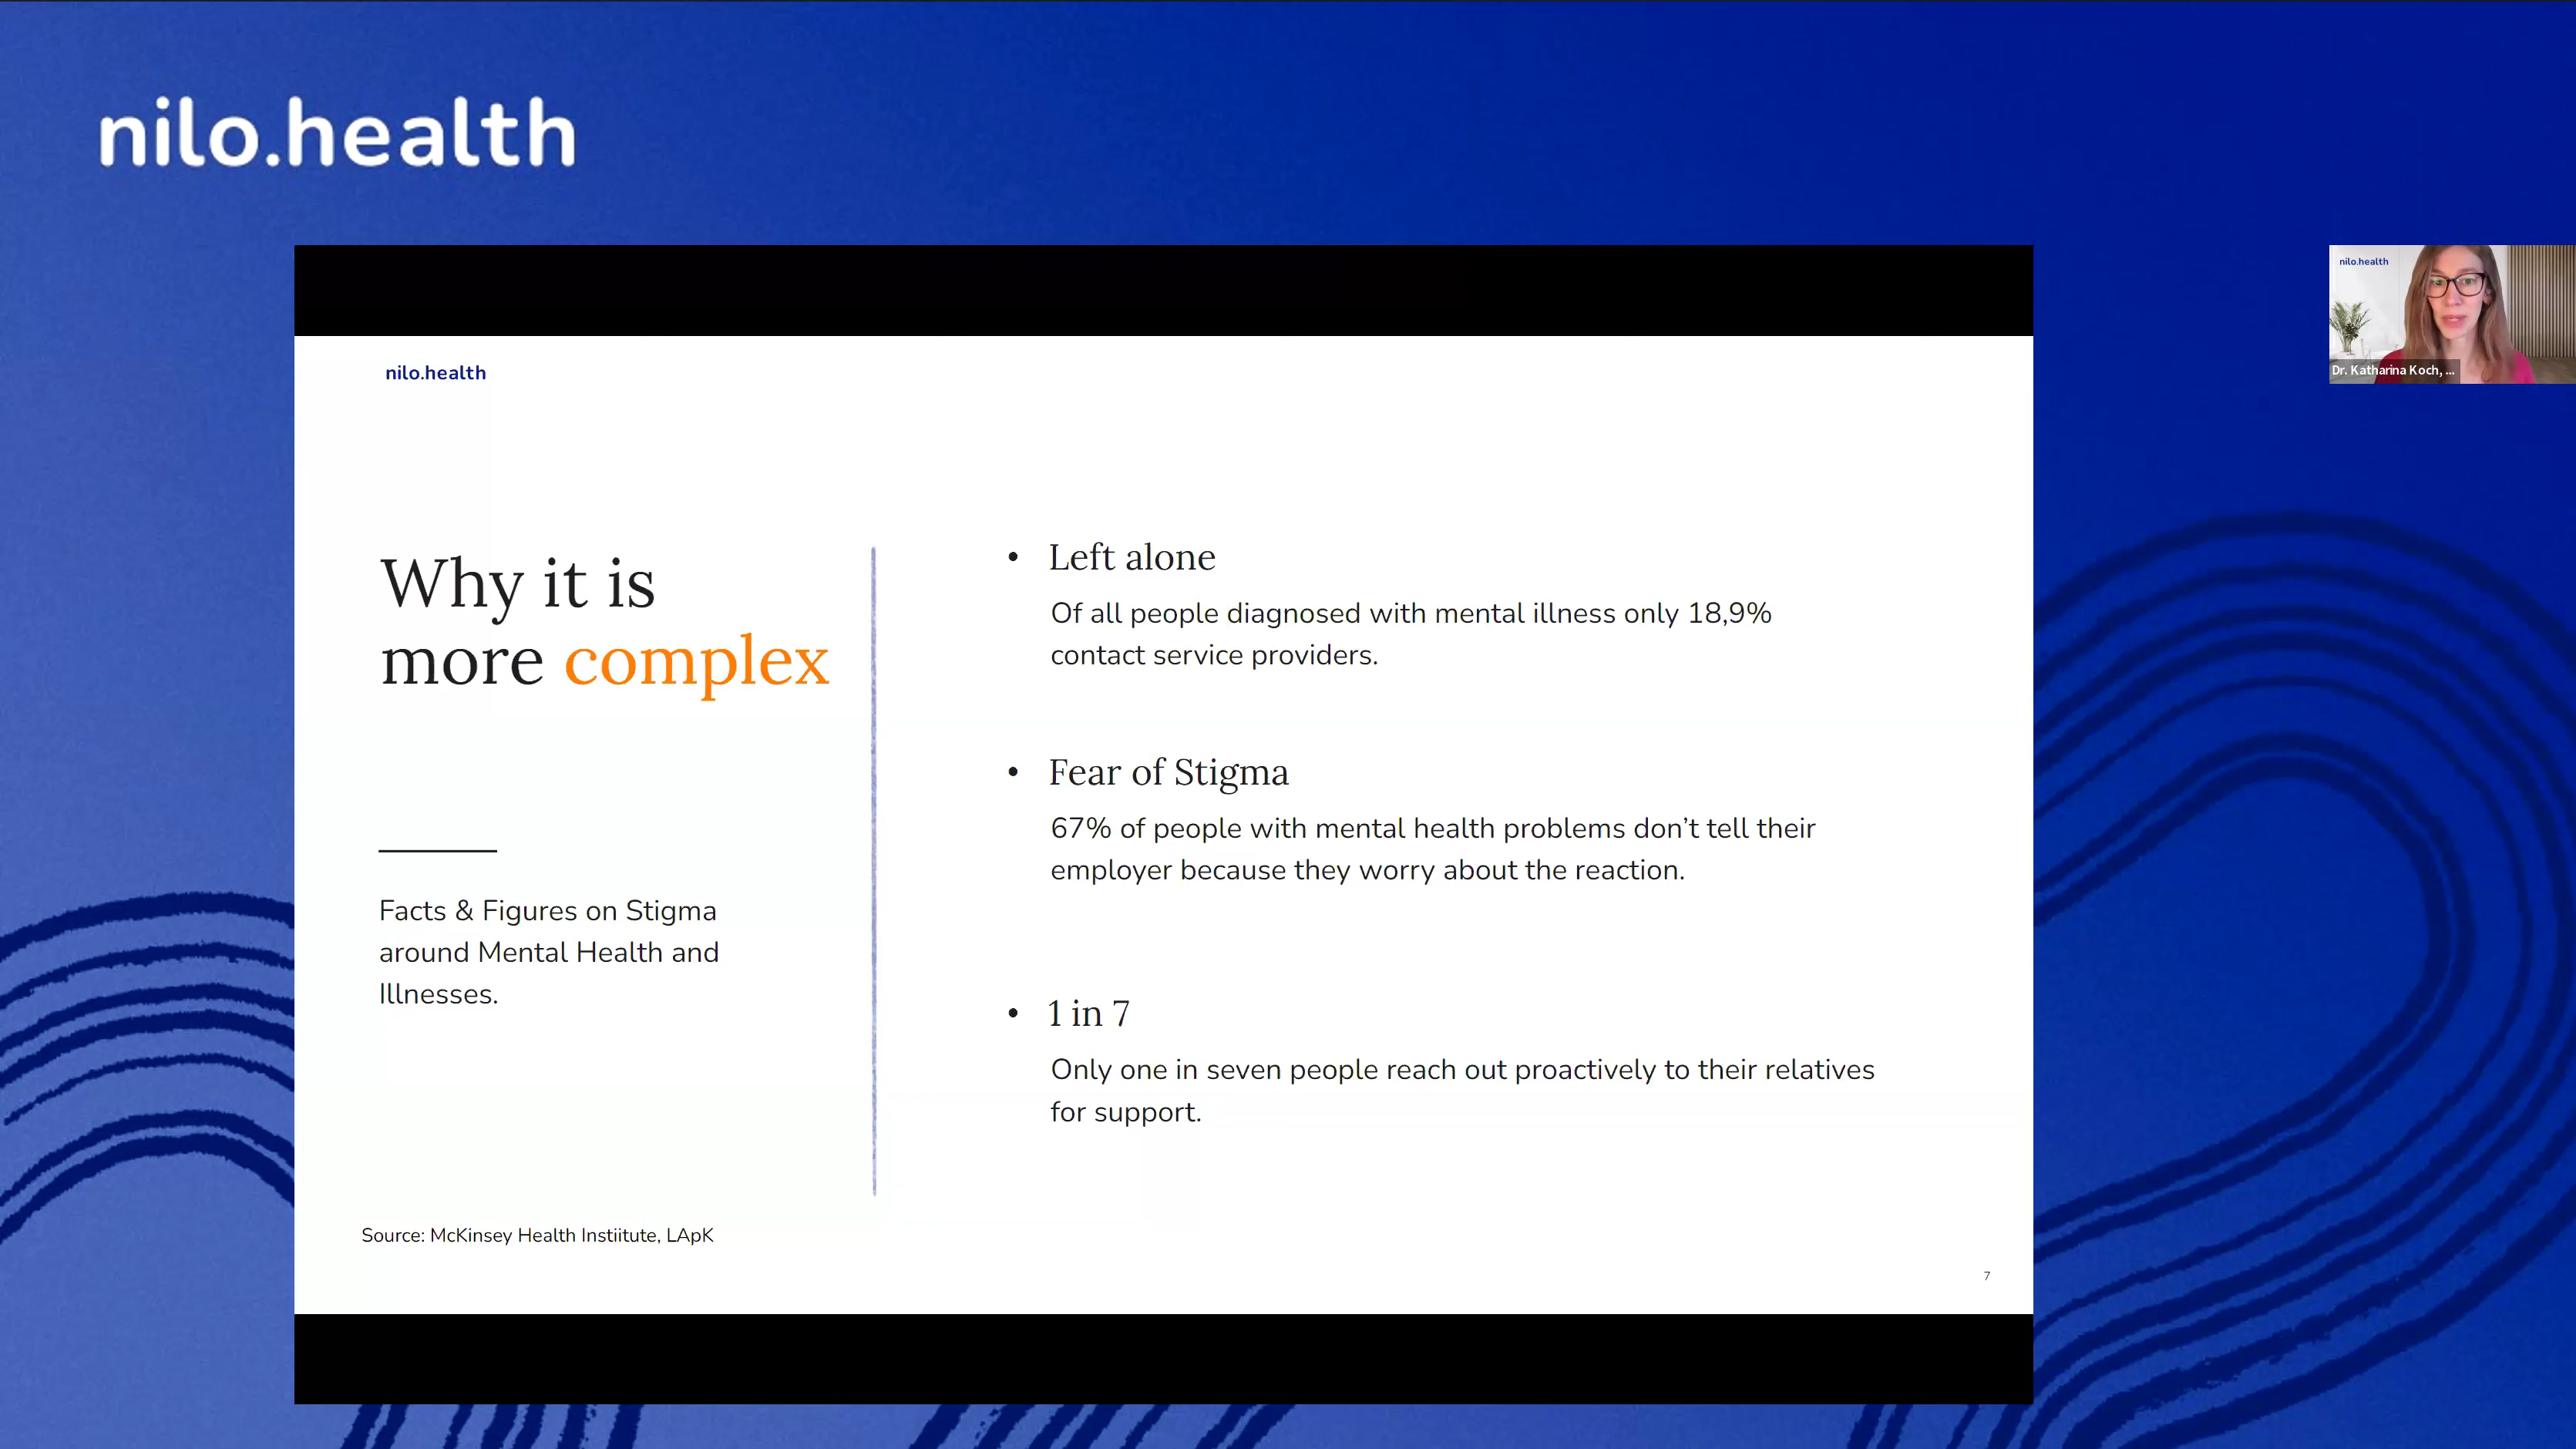 nilo.health
nilo.health
Why it is
more complex
Facts & Figures on Stigma
around Mental Health and
Illnesses.
Source: McKinsey Health Instiitute, LApK
• Left alone
Of all people diagnosed with mental illness only 18,9%
contact service providers.
• Fear of Stigma
67% of people with mental health problems don’t tell their
employer because they worry about the reaction.
• 1 in 7
Only one in seven people reach out proactively to their relatives
for support.
7
nilo.health
Dr. Katharina Koch, ...